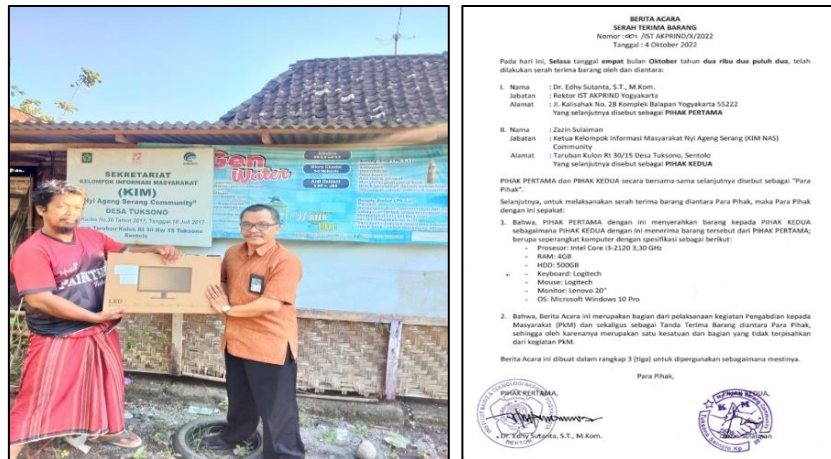 SEKRETARIAT
KELOMPOK INFORMASI MASYARAKAT
(KIM)
"Nyi Ageng Serang Community"
DESA TUKSONO
Gen
Water
LED
BERITA ACARA
SERAH TERIMA BARANG
Nomor : /IST AKPRIND/X/2022
Tanggal : 4 Oktober 2022
Pada hari ini, Selasa tanggal empat bulan Oktober tahun dua ribu dua puluh dua, telah
dilakukan serah terima barang oleh dan diantara:
I. Nama : Dr. Edhy Sutanta, S.T., M.Kom.
Jabatan : Rektor IST AKPRIND Yogyakarta
Alamat : Jl. Kalisahak No. 28 Komplek Balapan Yogyakarta 55222
Yang selanjutnya disebut sebagai PIHAK PERTAMA
II. Nama : Zazin Sulaiman
Jabatan : Ketua Kelompok Informasi Masyarakat Nyi Ageng Serang (KIM NAS)
Community
Alamat : Taruban Kulon Rt 30/15 Desa Tuksono, Sentolo
Yang selanjutnya disebut sebagai PIHAK KEDUA
PIHAK PERTAMA dan PIHAK KEDUA secara bersama-sama selanjutnya disebut sebagai "Para
Pihak".
Selanjutnya, untuk melaksanakan serah terima barang diantara Para Pihak, maka Para Pihak
dengan ini sepakat:
1. Bahwa, PIHAK PERTAMA dengan ini menyerahkan barang kepada PIHAK KEDUA
sebagaimana PIHAK KEDUA dengan ini menerima barang tersebut dari PIHAK PERTAMA;
berupa seperangkat komputer dengan spesifikasi sebagai berikut:
- Prosesor: Intel Core i3-2120 3,30 GHz
- RAM: 4GB
- HDD: 500GB
- Keyboard: Logitech
- Mouse: Logitech
- Monitor: Lenovo 20"
- OS: Microsoft Windows 10 Pro
2. Bahwa, Berita Acara ini merupakan bagian dari pelaksanaan kegiatan Pengabdian kepada
Masyarakat (PkM) dan sekaligus sebagai Tanda Terima Barang diantara Para Pihak,
sehingga oleh karenanya merupakan satu kesatuan dan bagian yang tidak terpisahkan
dari kegiatan PkM.
Berita Acara ini dibuat dalam rangkap 3 (tiga) untuk dipergunakan sebagaimana mestinya.
Para Pihak,
PIHAK PERTAMA,
KEDUA,
Dr. Edhy Sutanta, S.T., M.Kom.
Sulaiman